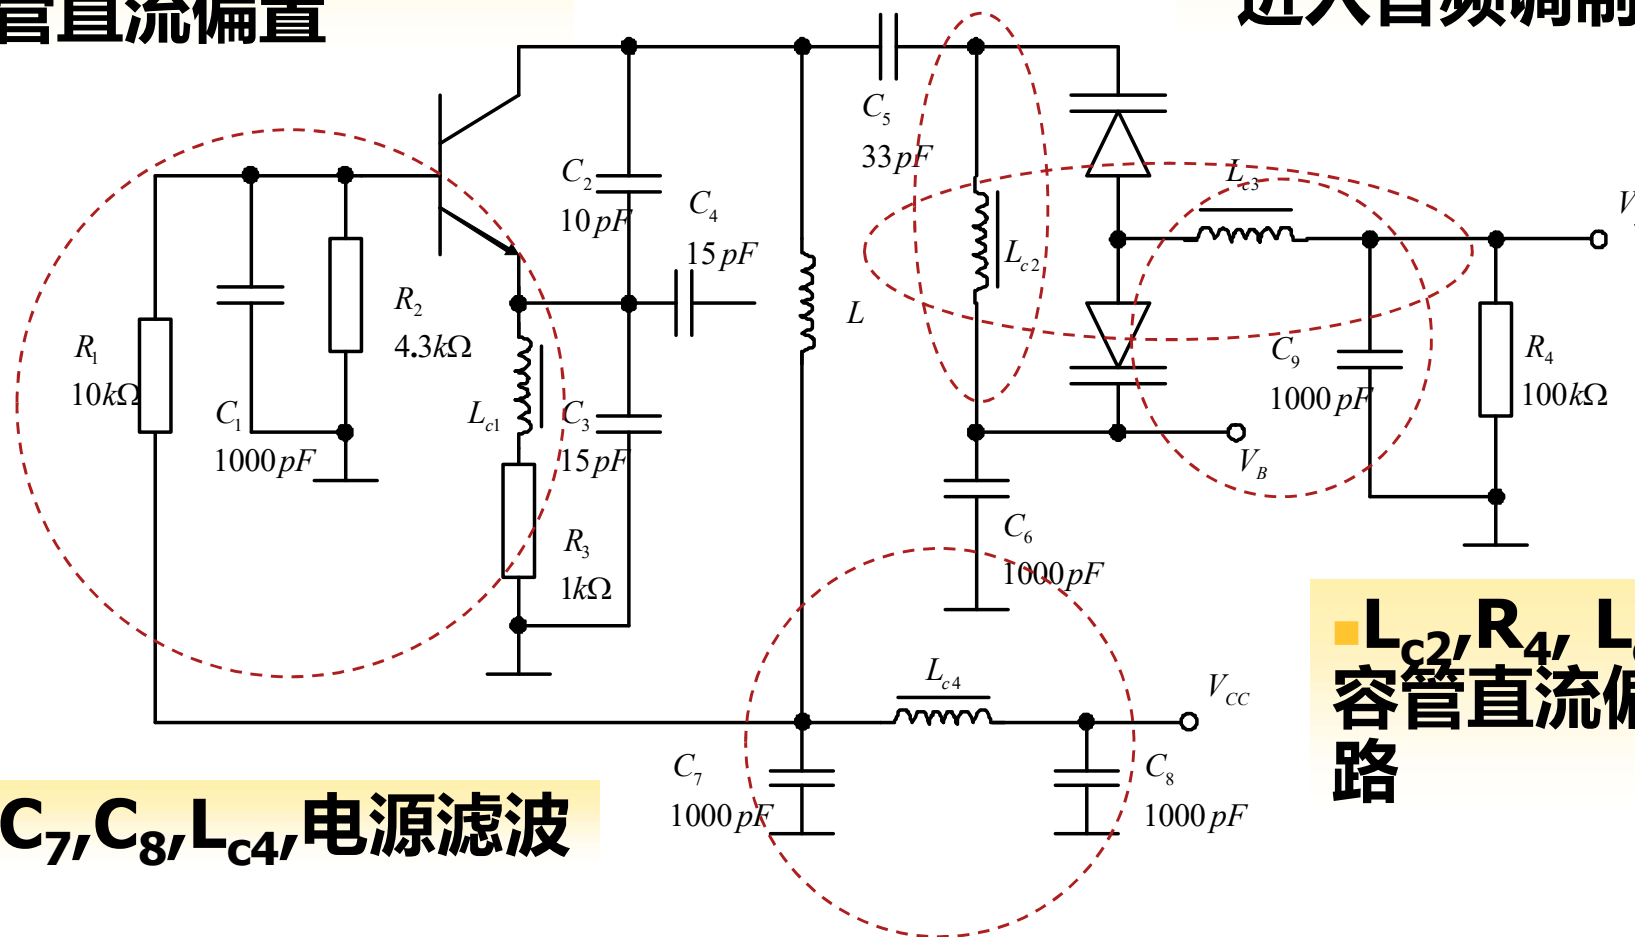 管直流偏置
进入音频调制
C5
33pF
C2
10pF
C4
15pF
Lc3
V
Lc2
R2
4.3kΩ
L
R1
10kΩ
C1
1000pF
Lc1
C3
15pF
C9
1000pF
R4
100kΩ
VB
R3
1kΩ
C6
1000pF
Lc2,R4, L
容管直流偏
路
Lc4
VCC
C7
1000pF
C8
1000pF
C7,C8,Lc4,电源滤波